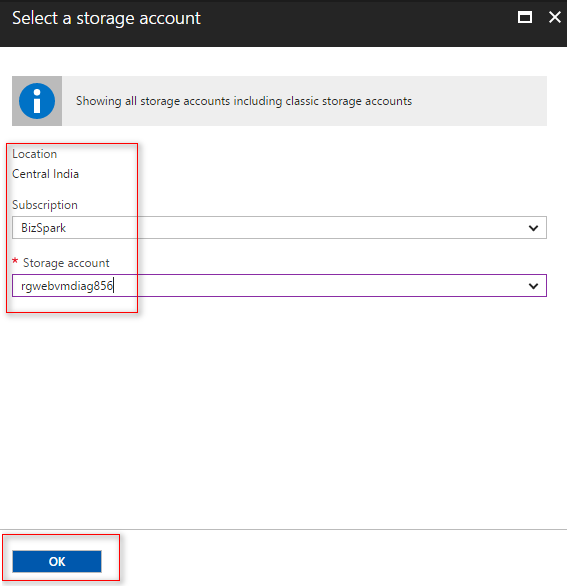 Select a storage account
Showing all storage accounts including classic storage accounts
Location
Central India
Subscription
BizSpark
* Storage account
rgwebvmdiag856
OK